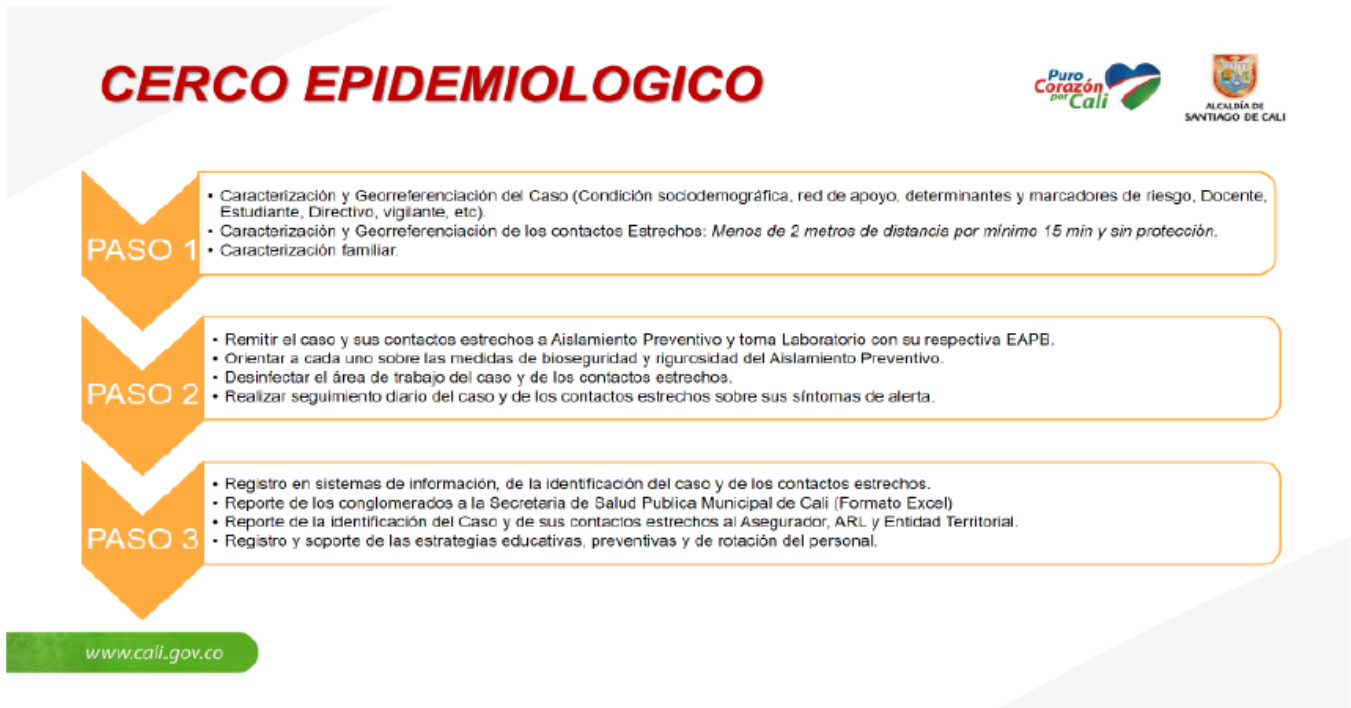 CERCO EPIDEMIOLOGICO
Puro
Corazón
por Cali
ALCALDÍA DE
SANTIAGO DE CALI
PASO 1
• Caracterización y Georreferenciación del Caso (Condición sociodemográfica, red de apoyo, determinantes y marcadores de riesgo, Docente,
Estudiante, Directivo, vigilante, etc).
• Caracterización y Georreferenciación de los contactos Estrechos: Menos de 2 metros de distancia por mínimo 15 min y sin protección.
• Caracterización familiar.
PASO 2
• Remitir el caso y sus contactos estrechos a Aislamiento Preventivo y toma Laboratorio con su respectiva EAPB.
• Orientar a cada uno sobre las medidas de bioseguridad y rigurosidad del Aislamiento Preventivo.
• Desinfectar el área de trabajo del caso y de los contactos estrechos.
• Realizar seguimiento diario del caso y de los contactos estrechos sobre sus síntomas de alerta.
PASO 3
• Registro en sistemas de información, de la identificación del caso y de los contactos estrechos.
• Reporte de los conglomerados a la Secretaria de Salud Publica Municipal de Cali (Formato Excel)
• Reporte de la identificación del Caso y de sus contactos estrechos al Asegurador, ARL y Entidad Territorial.
• Registro y soporte de las estrategias educativas, preventivas y de rotación del personal.
www.cali.gov.co